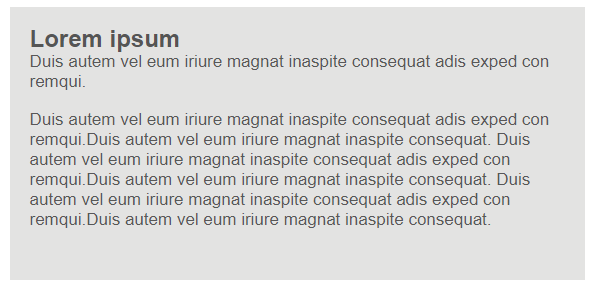 Lorem ipsum
Duis autem vel eum iriure magnat inaspite consequat adis exped con
remqui.
Duis autem vel eum iriure magnat inaspite consequat adis exped con
remqui.Duis autem vel eum iriure magnat inaspite consequat. Duis
autem vel eum iriure magnat inaspite consequat adis exped con
remqui.Duis autem vel eum iriure magnat inaspite consequat. Duis
autem vel eum iriure magnat inaspite consequat adis exped con
remqui.Duis autem vel eum iriure magnat inaspite consequat.